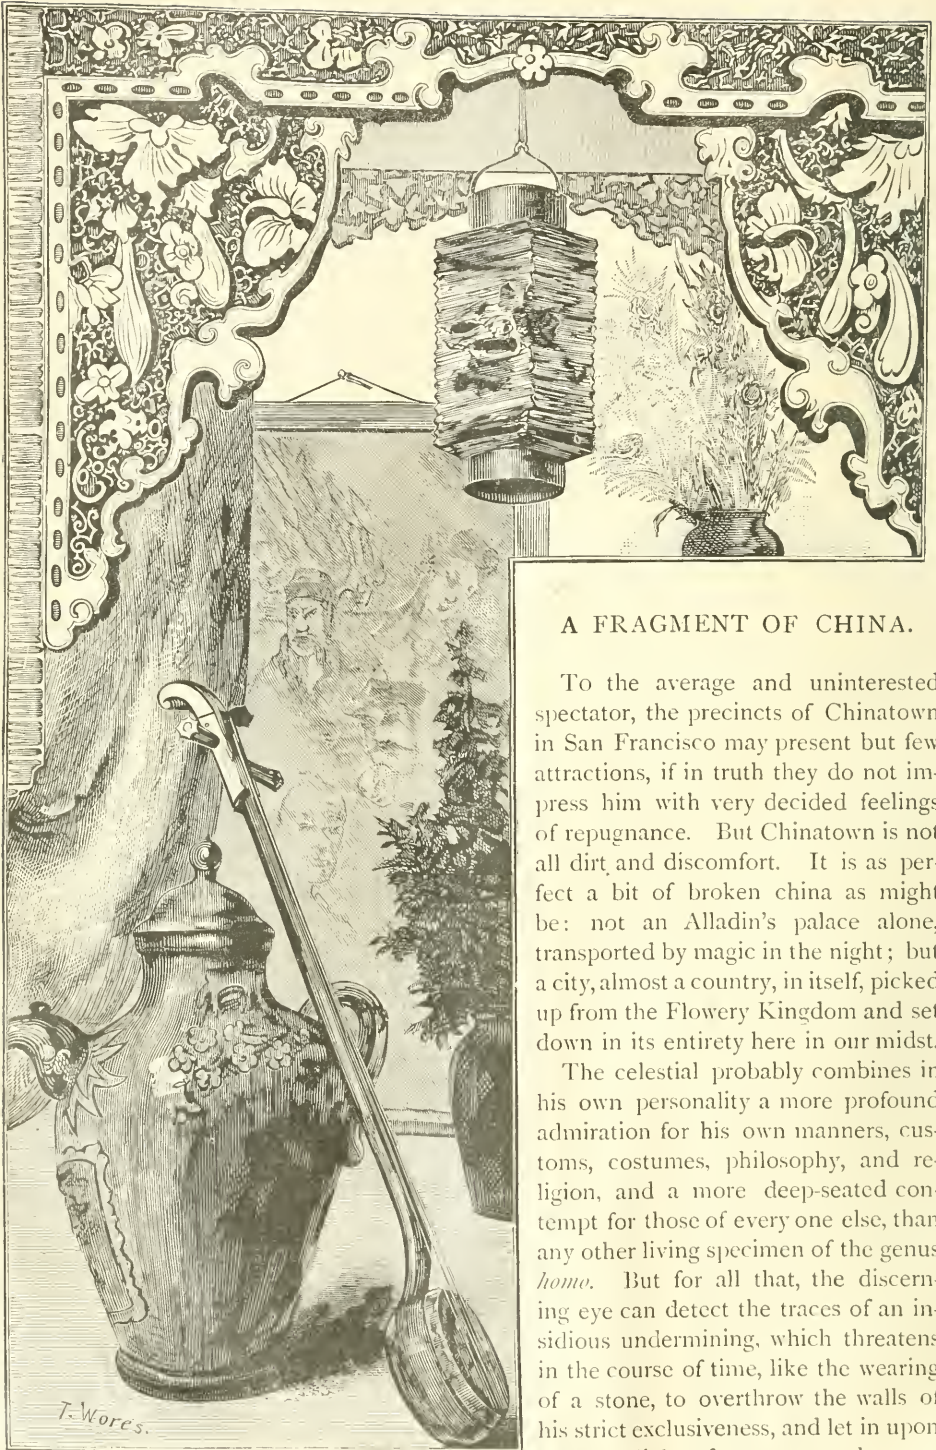 A FRAGMENT OF CHINA.
To the average and uninterested
spectator, the precincts of Chinatown
in San Francisco may present but few
attractions, if in truth they do not im-
press him with very decided feelings
of repugnance. But Chinatown is not
all dirt and discomfort. It is as per-
fect a bit of broken china as might
be: not an Alladin's palace alone,
transported by magic in the night; but
a city, almost a country, in itself, picked
up from the Flowery Kingdom and set
down in its entirety here in our midst.
The celestial probably combines in
his own personality a more profound
admiration for his own manners, cus-
toms, costumes, philosophy, and re-
ligion, and a more deep-seated con-
tempt for those of every one else, than
any other living specimen of the genus
homo. But for all that, the discern-
ing eye can detect the traces of an in-
sidious undermining, which threatens
in the course of time, like the wearing
of a stone, to overthrow the walls of
his strict exclusiveness, and let in upon
T. Wores.